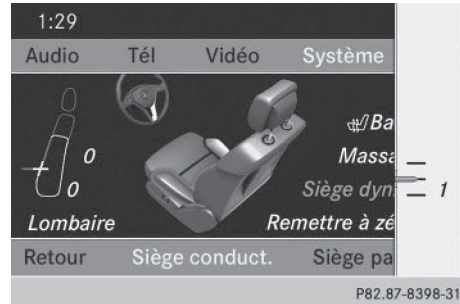 1:29
Audio Tél Vidéo Système
Ba
0 Massa
0 Siège dyn 1
Lombaire Remettre à zé
Retour Siège conduct. Siège pa
P82.87-8398-31